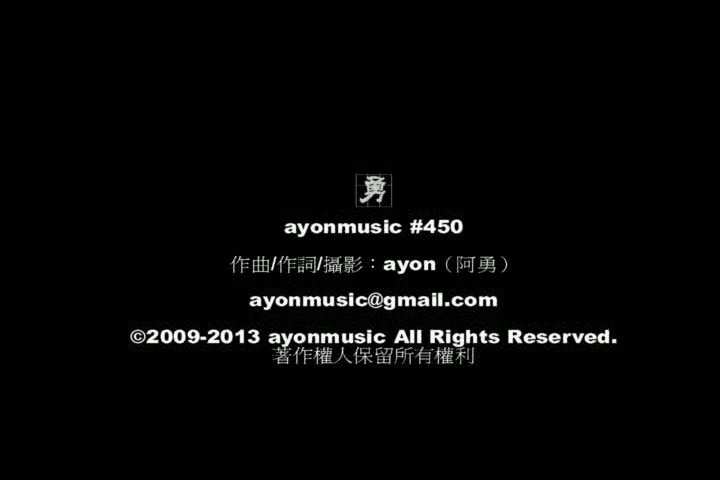 勇
ayonmusic #450
作曲/作詞/攝影：ayon（阿勇）
ayonmusic@gmail.com
©2009-2013 ayonmusic All Rights Reserved.
著作權人保留所有權利